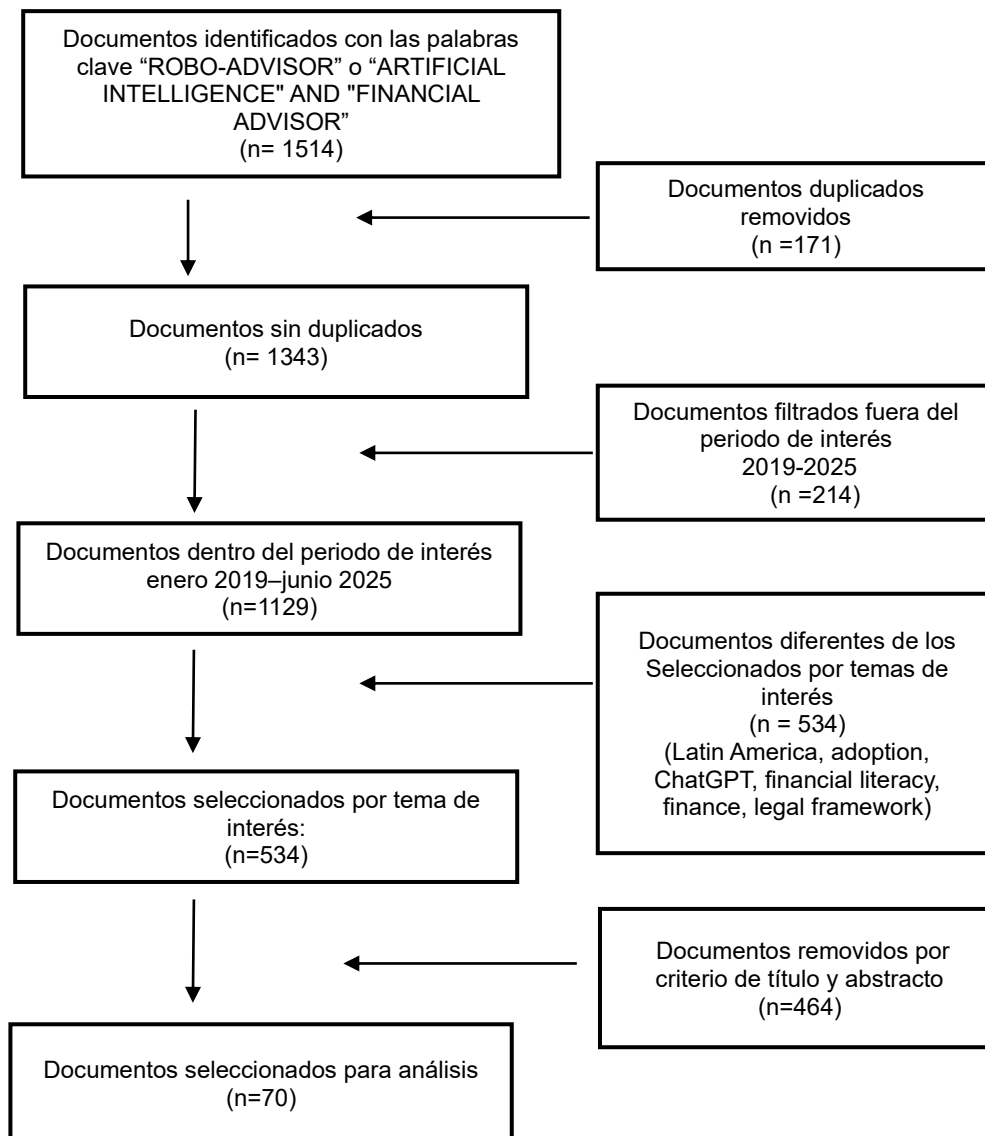 Documentos identificados con las palabras
clave “ROBO-ADVISOR” o “ARTIFICIAL
INTELLIGENCE" AND "FINANCIAL
ADVISOR”
(n= 1514)
Documentos duplicados
removidos
(n =171)
Documentos sin duplicados
(n= 1343)
Documentos filtrados fuera del
periodo de interés
2019-2025
(n =214)
Documentos dentro del periodo de interés
enero 2019–junio 2025
(n=1129)
Documentos diferentes de los
Seleccionados por temas de
interés
(n = 534)
(Latin America, adoption,
ChatGPT, financial literacy,
finance, legal framework)
Documentos seleccionados por tema de
interés:
(n=534)
Documentos removidos por
criterio de título y abstracto
(n=464)
Documentos seleccionados para análisis
(n=70)